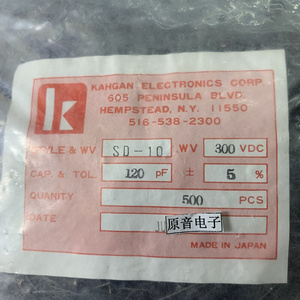 k
KAHGAN ELECTRONICS CORP
605 PENINSULA BLVD.
HEMPSTEAD, N.Y. 11550
516-538-2300
STYLE & WV SD-10 .WV 300 VDC
CAP. & TOL. 120 pF ± 5 %
QUANTITY 500 PCS
DATE
原音电子
MADE IN JAPAN